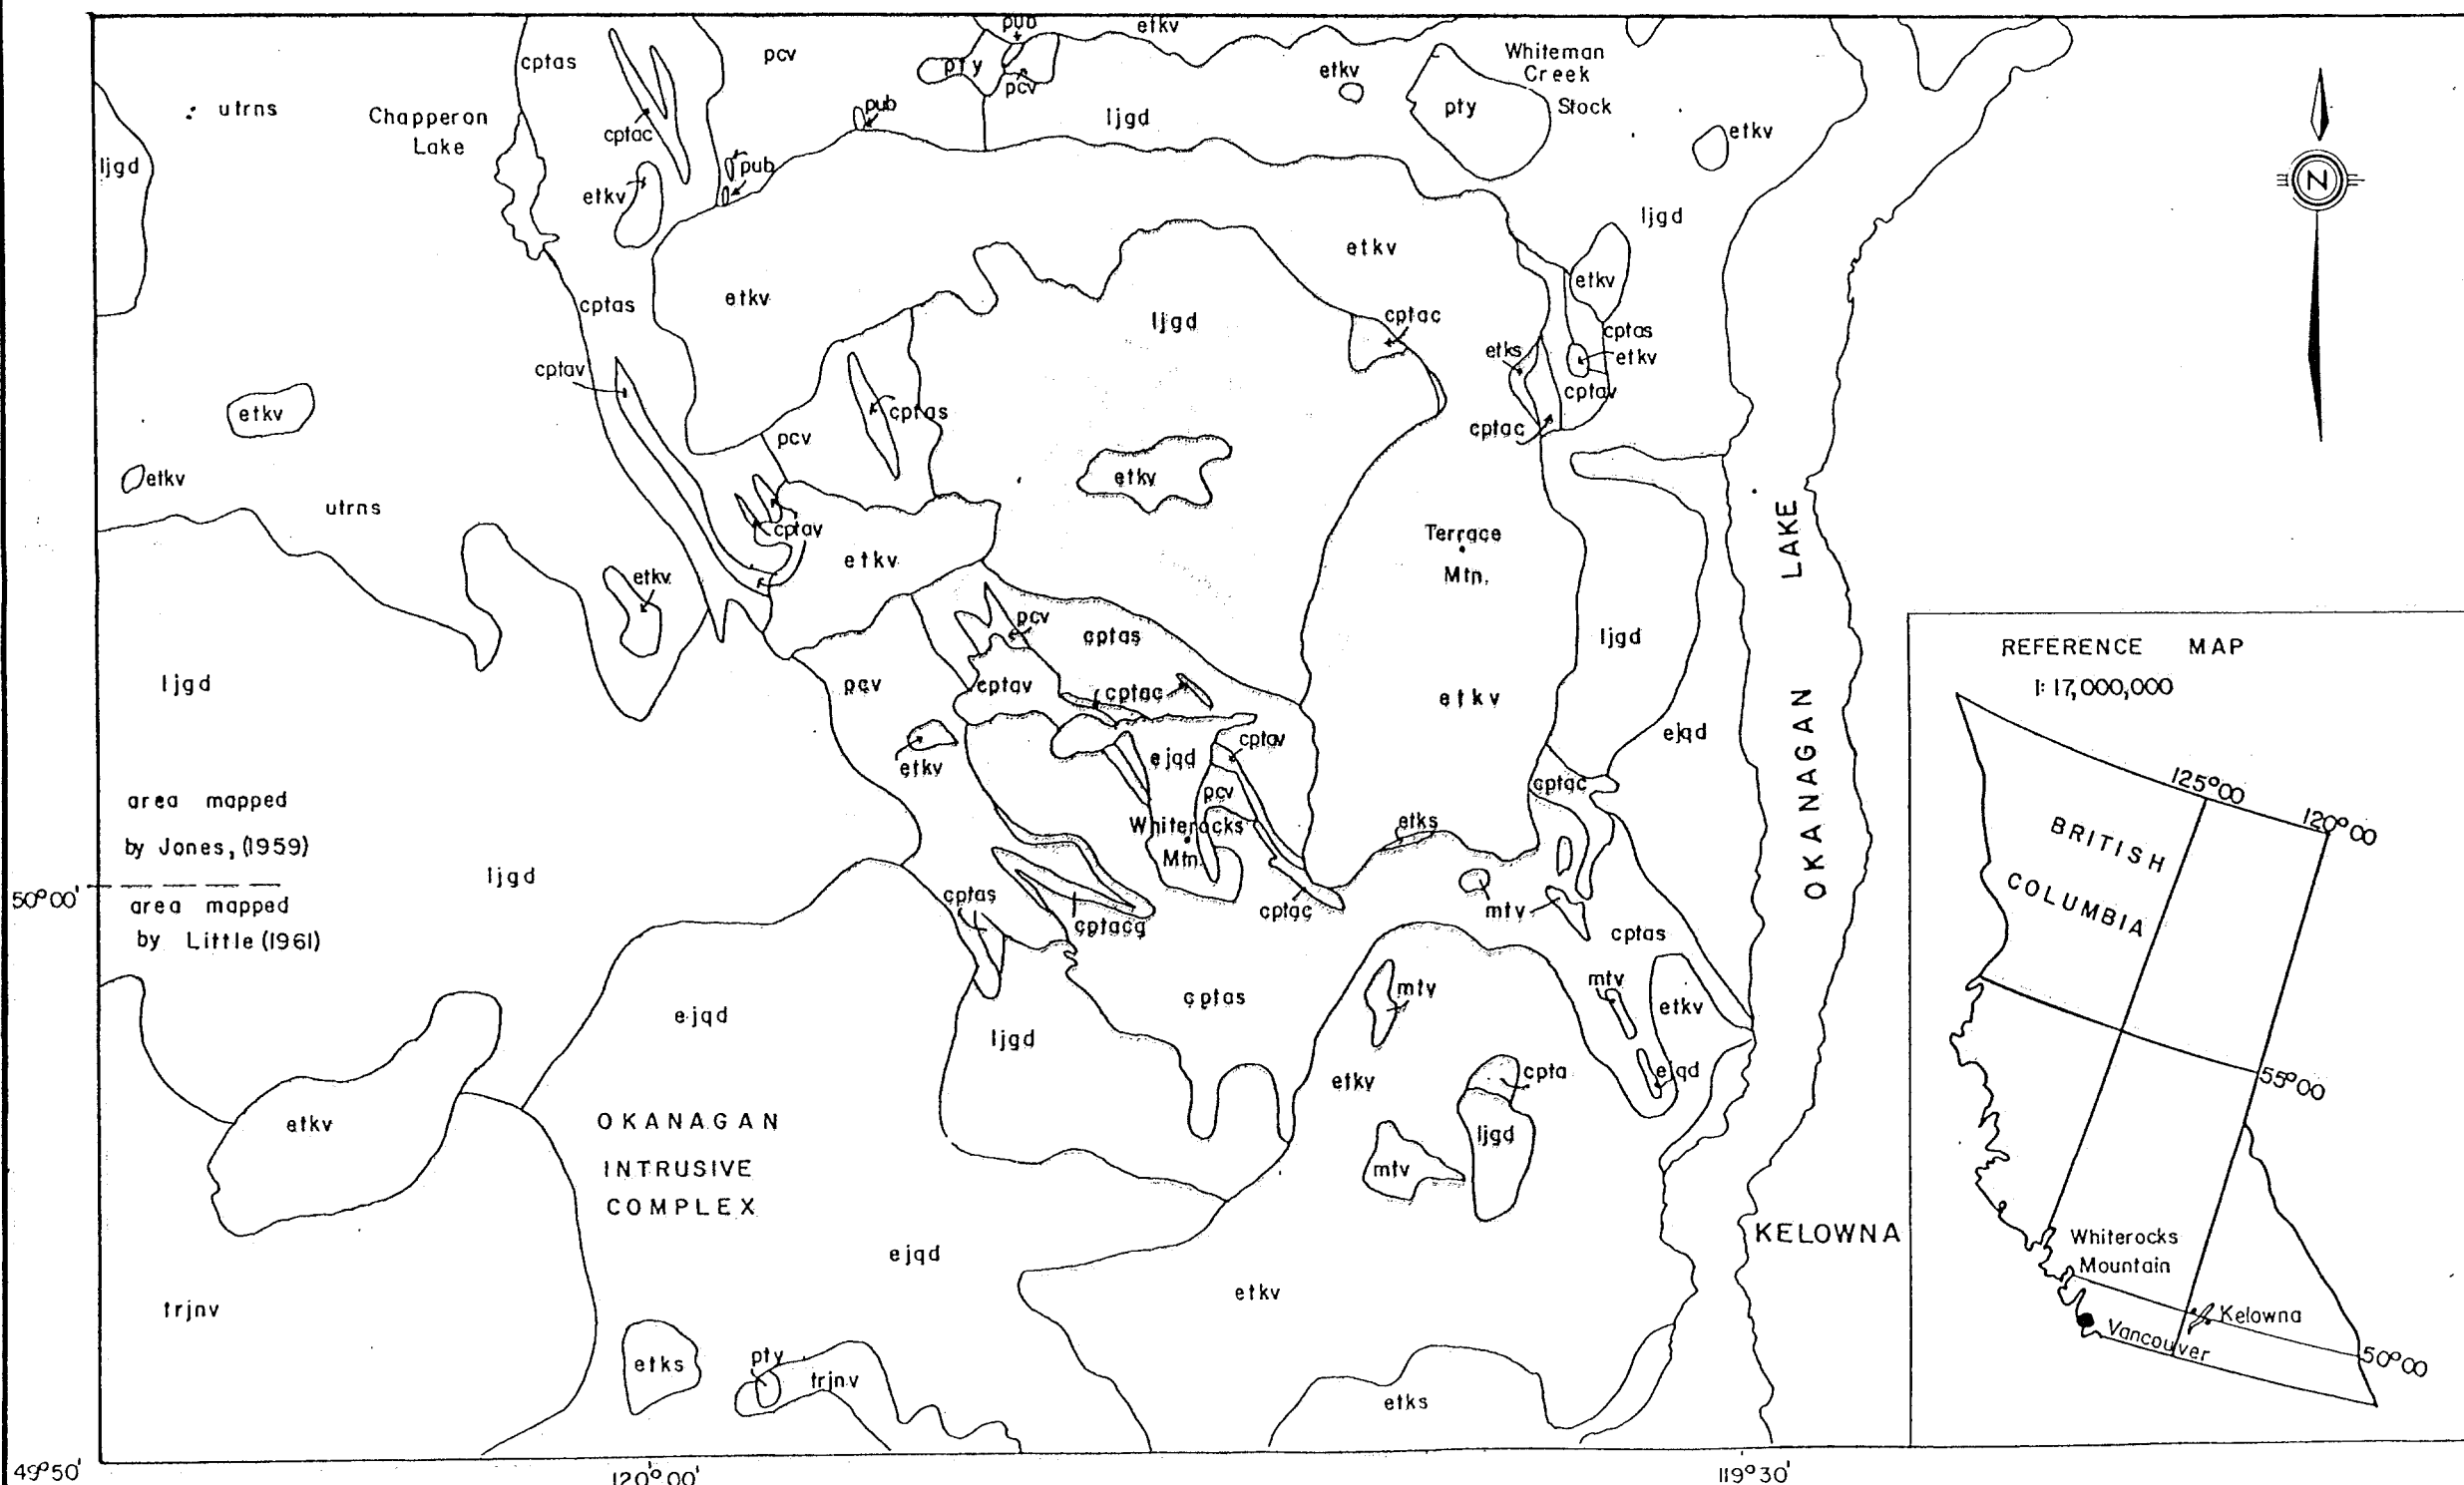 pub
etkv
cptas
pcv
pty
pcv
etkv
Whiteman
Creek
Stock
pty
utrns
Chapperon
Lake
cptac
pub
ljgd
etkv
ljgd
pub
etkv
ljgd
etkv
etkv
cptas
etkv
ljgd
cptac
cptas
etkv
etks
cptav
cptav
etkv
cptas
pcv
cptac
etkv
etkv
utrns
cptav
etkv
Terrace
Mtn.
LAKE
etkv
pcv
cptas
ljgd
ljgd
pcv
cptav
cptac
etkv
OKANAGAN
ejqd
etkv
ejqd
cptav
cptac
pcv
area mapped
by Jones, (1959)
Whiterocks
Mtn.
etks
50°00'
ljgd
area mapped
by Little (1961)
cptas
cptacg
cptac
mtv
cptas
ejqd
ljgd
cptas
mtv
mtv
etkv
etkv
cpta
ejqd
etkv
OKANAGAN
INTRUSIVE
COMPLEX
ljgd
mtv
KELOWNA
ejqd
trjnv
etkv
etks
pty
trjnv
etks
49°50'
120°00'
119°30'
N
REFERENCE MAP
1:17,000,000
125°00
120°00
BRITISH
COLUMBIA
55°00
Whiterocks
Mountain
Kelowna
Vancouver
50°00